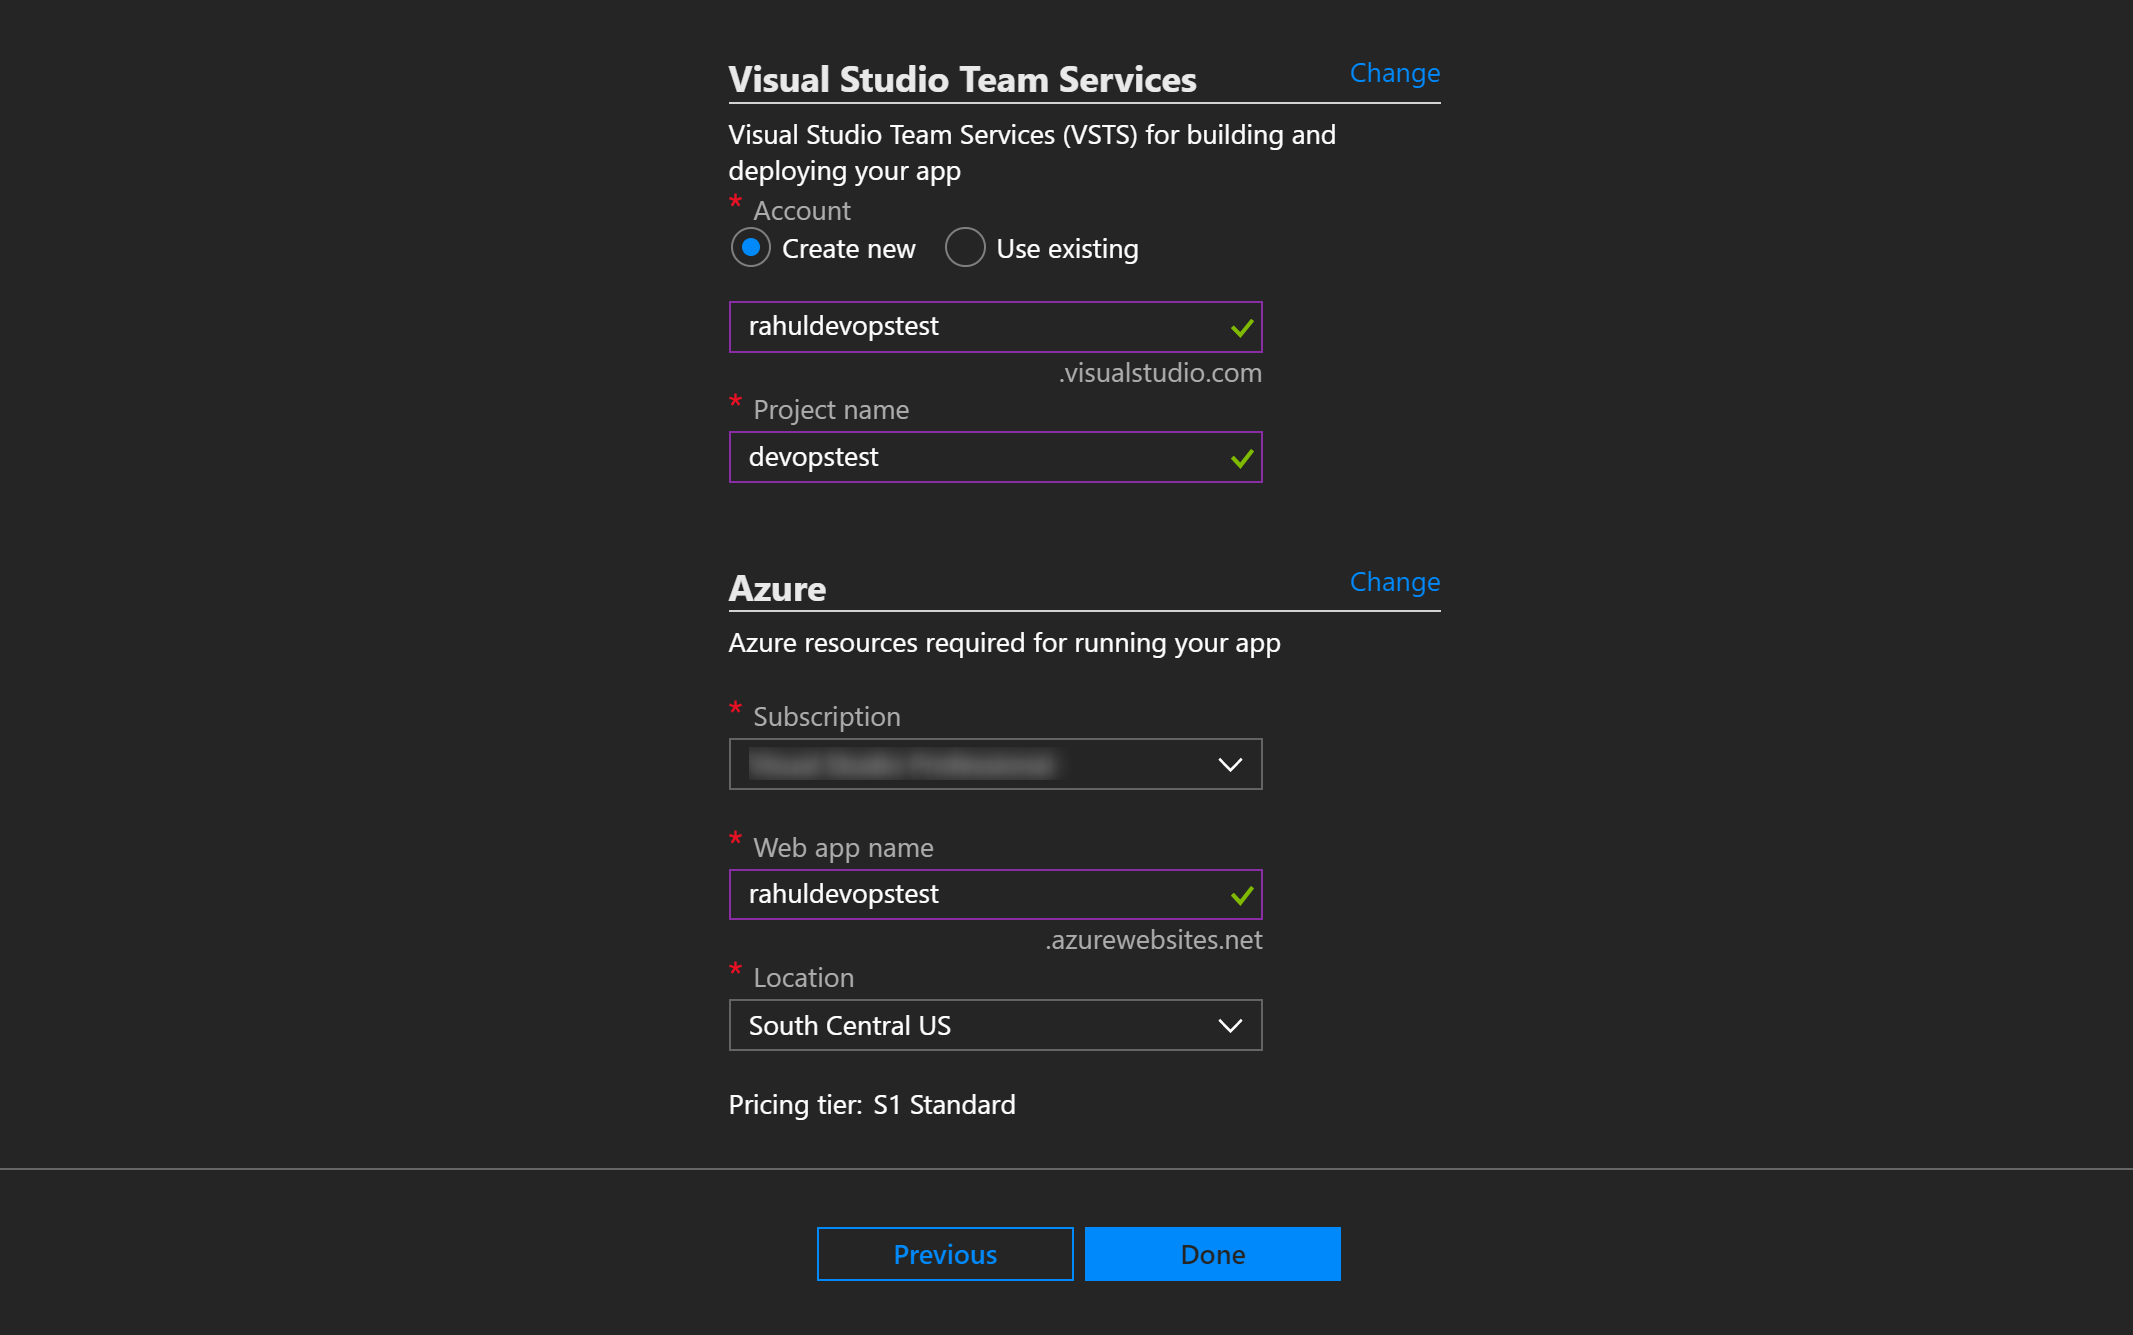 Visual Studio Team Services Change
Visual Studio Team Services (VSTS) for building and
deploying your app
* Account
Create new Use existing
rahuldevopstest
.visualstudio.com
* Project name
devopstest
Azure Change
Azure resources required for running your app
* Subscription
* Web app name
rahuldevopstest
.azurewebsites.net
* Location
South Central US
Pricing tier: S1 Standard
Previous Done